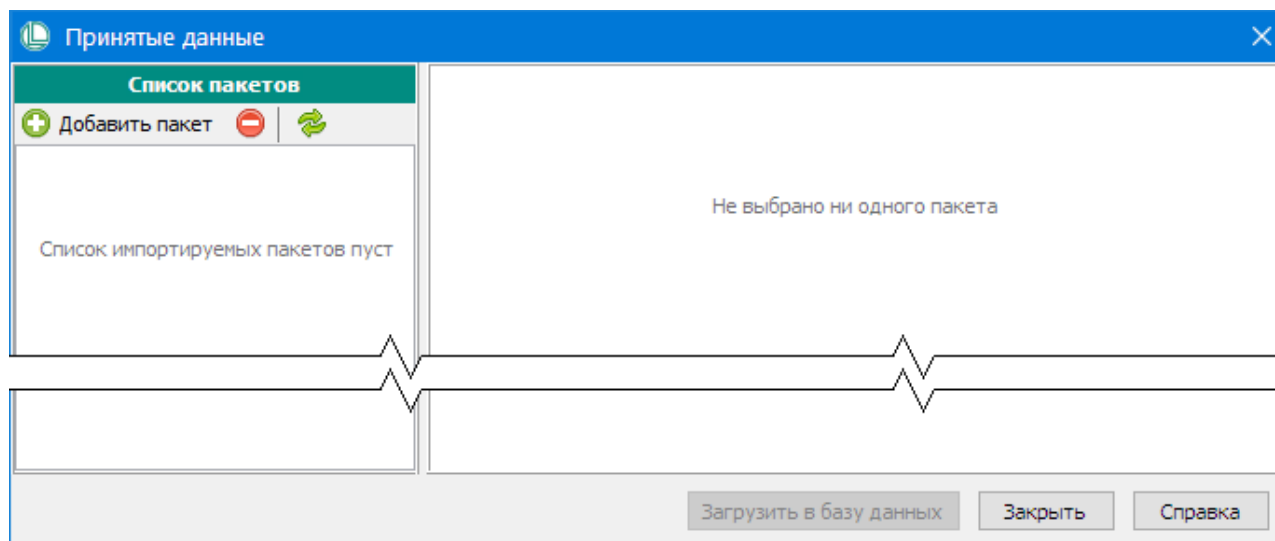 Принятые данные
Список пакетов
Добавить пакет
Не выбрано ни одного пакета
Список импортируемых пакетов пуст
Загрузить в базу данных
Закрыть
Справка